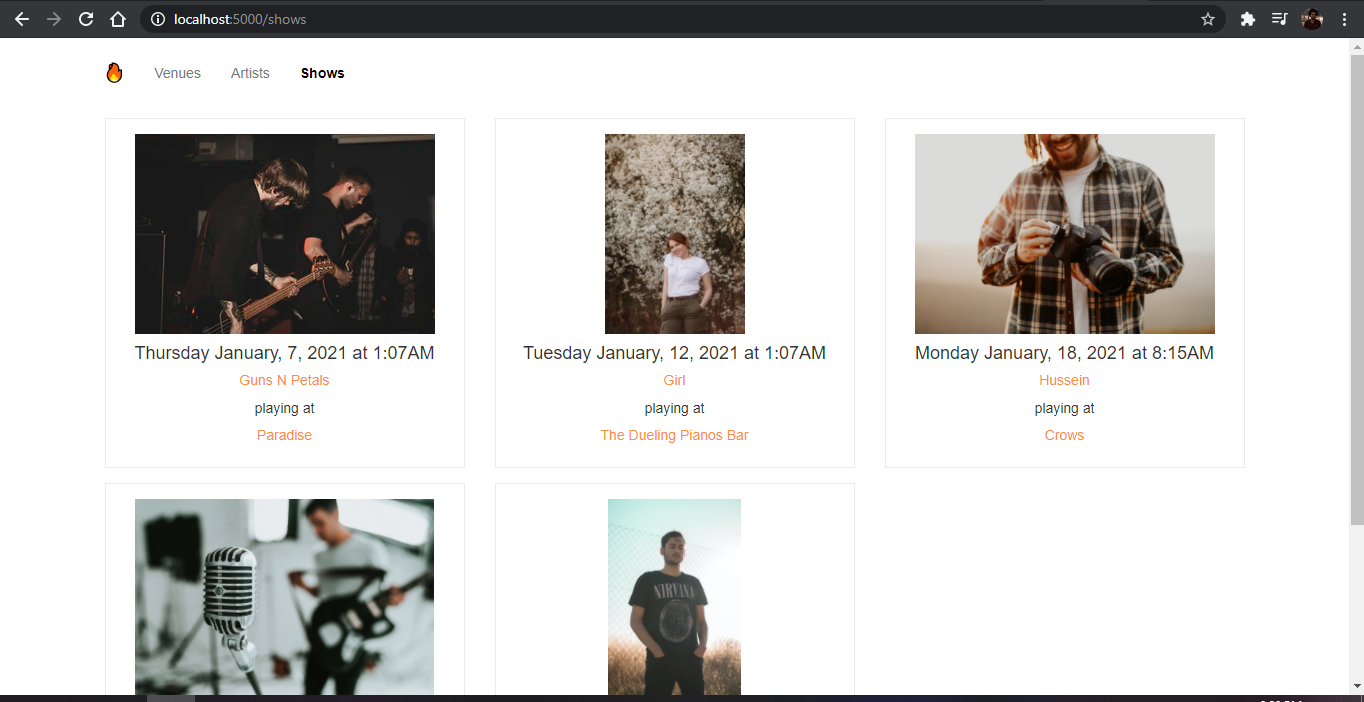 localhost:5000/shows
Venues Artists Shows
Thursday January, 7, 2021 at 1:07AM
Guns N Petals
playing at
Paradise
Tuesday January, 12, 2021 at 1:07AM
Girl
playing at
The Dueling Pianos Bar
Monday January, 18, 2021 at 8:15AM
Hussein
playing at
Crows
NIRVANA